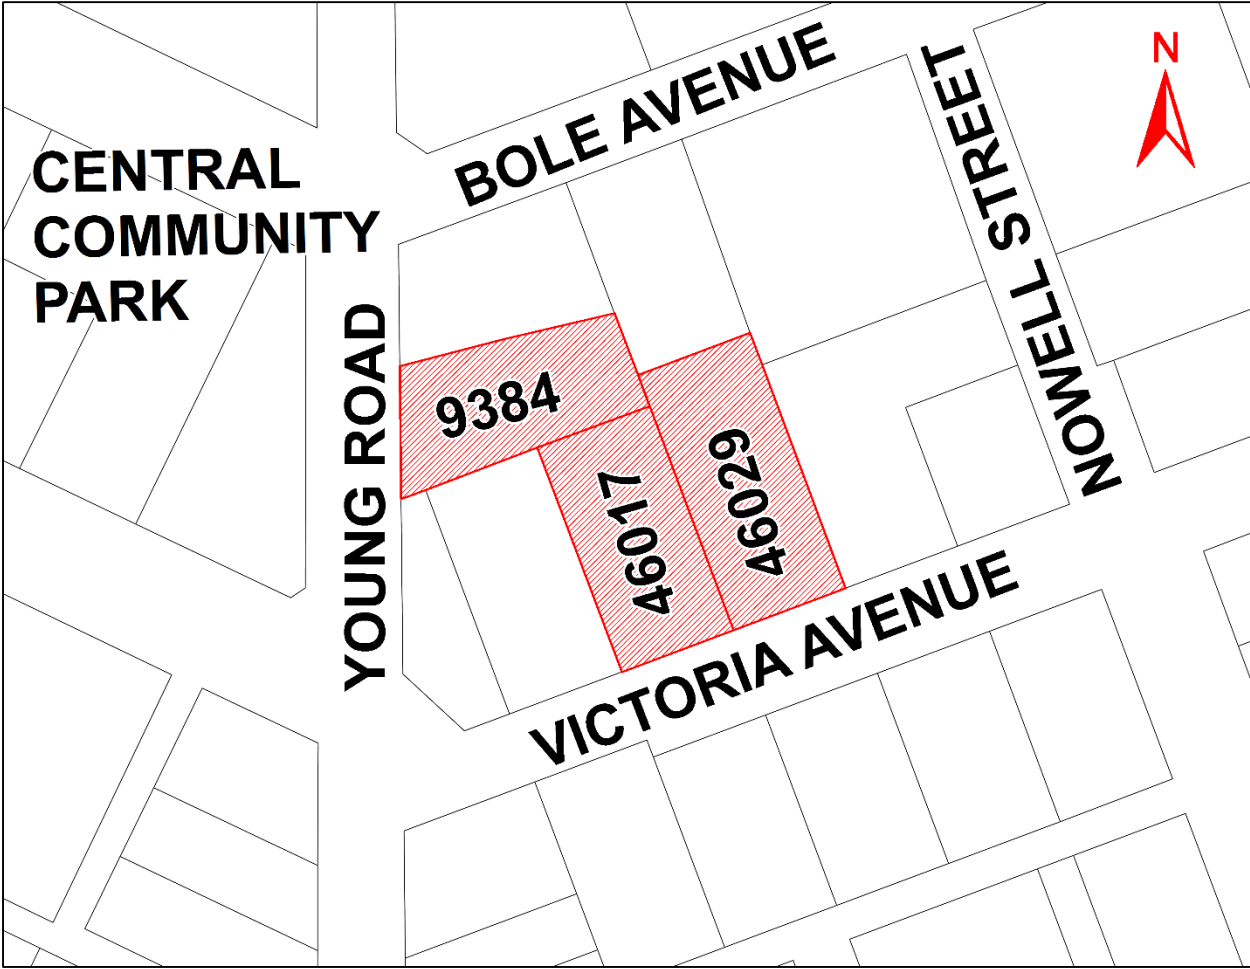 BOLE AVENUE
NOWELL STREET
N
CENTRAL
COMMUNITY
PARK
YOUNG ROAD
9384
46017
46029
VICTORIA AVENUE